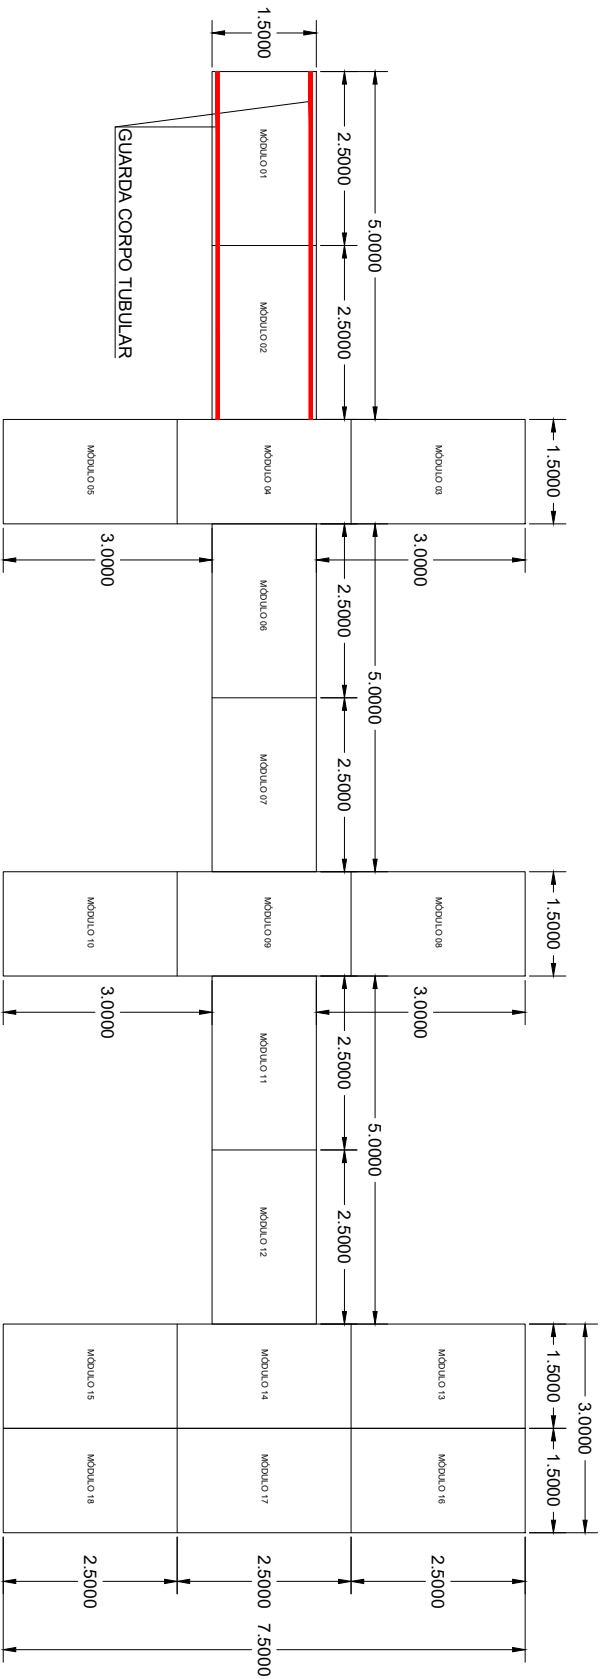 1.5000
2.5000
2.5000
5.0000
MÓDULO 01
MÓDULO 02
GUARDA CORPO TUBULAR
1.5000
MÓDULO 03
MÓDULO 04
MÓDULO 05
3.0000
3.0000
2.5000
2.5000
5.0000
MÓDULO 06
MÓDULO 07
1.5000
MÓDULO 08
MÓDULO 09
MÓDULO 10
3.0000
3.0000
2.5000
2.5000
5.0000
MÓDULO 11
MÓDULO 12
3.0000
1.5000
1.5000
MÓDULO 13
MÓDULO 14
MÓDULO 15
MÓDULO 16
MÓDULO 17
MÓDULO 18
2.5000
2.5000
2.5000
7.5000